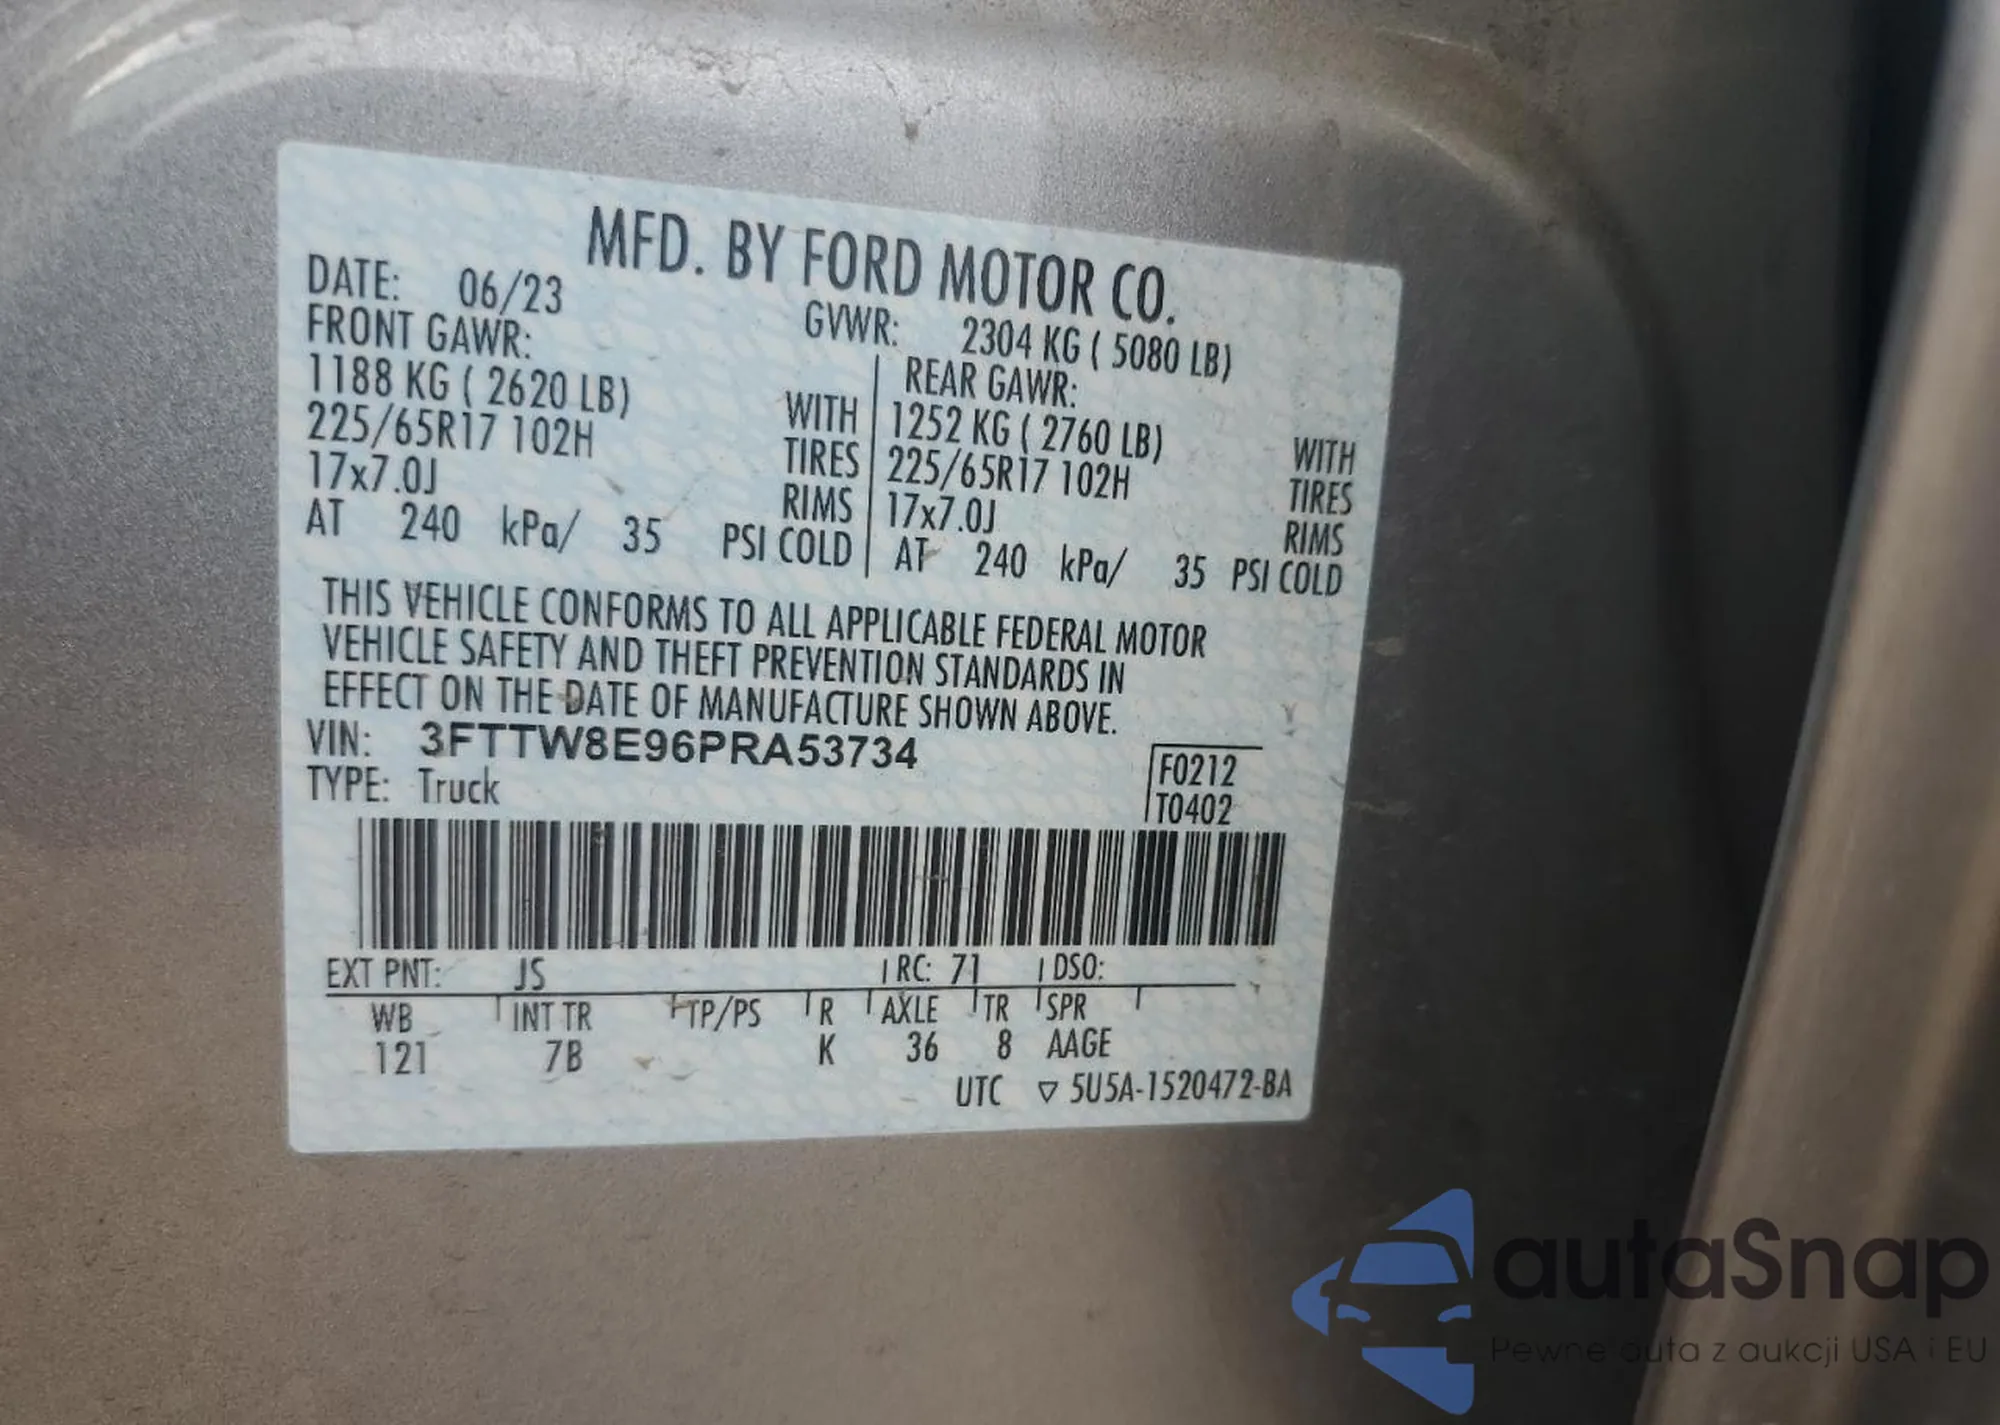 MFD. BY FORD MOTOR CO.
DATE: 06/23 GVWR: 2304 KG ( 5080 LB)
FRONT GAWR: REAR GAWR:
1188 KG ( 2620 LB) WITH 1252 KG ( 2760 LB) WITH
225/65R17 102H TIRES 225/65R17 102H TIRES
17x7.0J RIMS 17x7.0J RIMS
AT 240 kPa/ 35 PSI COLD AT 240 kPa/ 35 PSI COLD
THIS VEHICLE CONFORMS TO ALL APPLICABLE FEDERAL MOTOR
VEHICLE SAFETY AND THEFT PREVENTION STANDARDS IN
EFFECT ON THE DATE OF MANUFACTURE SHOWN ABOVE.
VIN: 3FTTW8E96PRA53734
TYPE: Truck
F0212
T0402
EXT PNT: JS RC: 71 DSO:
WB INT TR TP/PS R AXLE TR SPR
121 7B K 36 8 AAGE
UTC ▽ 5U5A-1520472-BA
autaSnap
Pewne auta z aukcji USA i EU